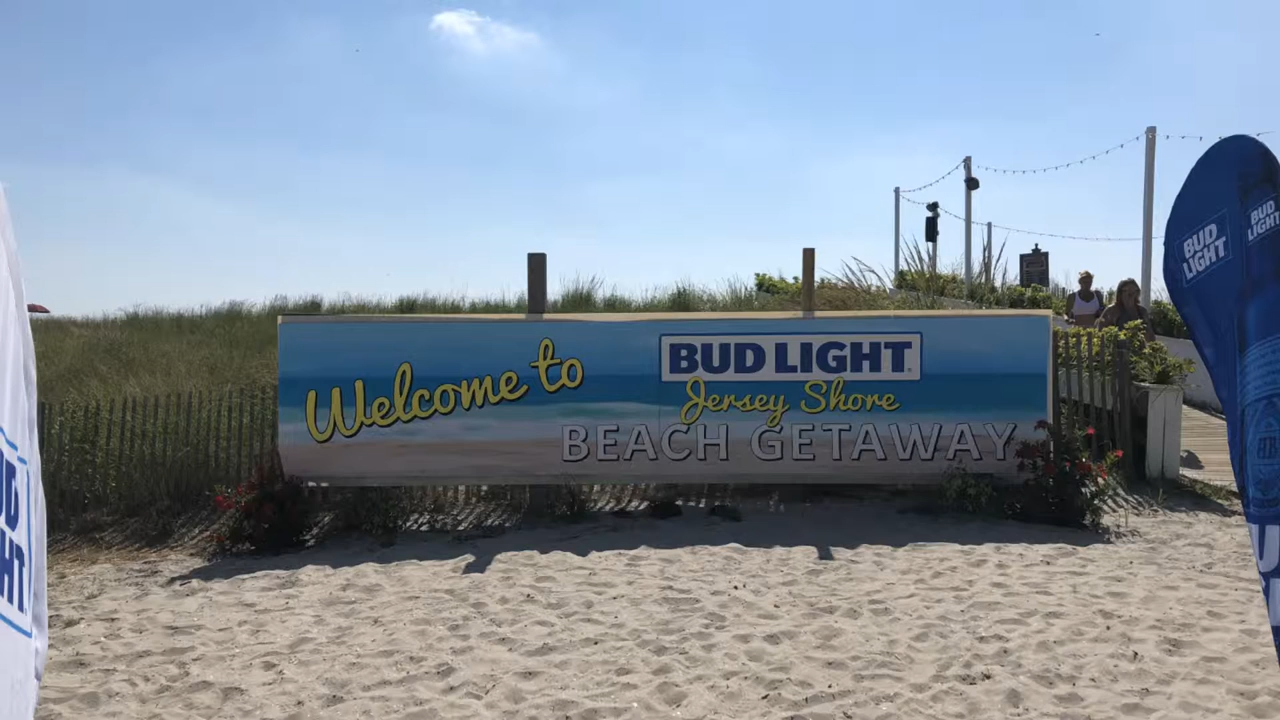 Welcome to
BUD LIGHT
Jersey Shore
BEACH GETAWAY
BUD
LIGHT
BUD
LIGHT